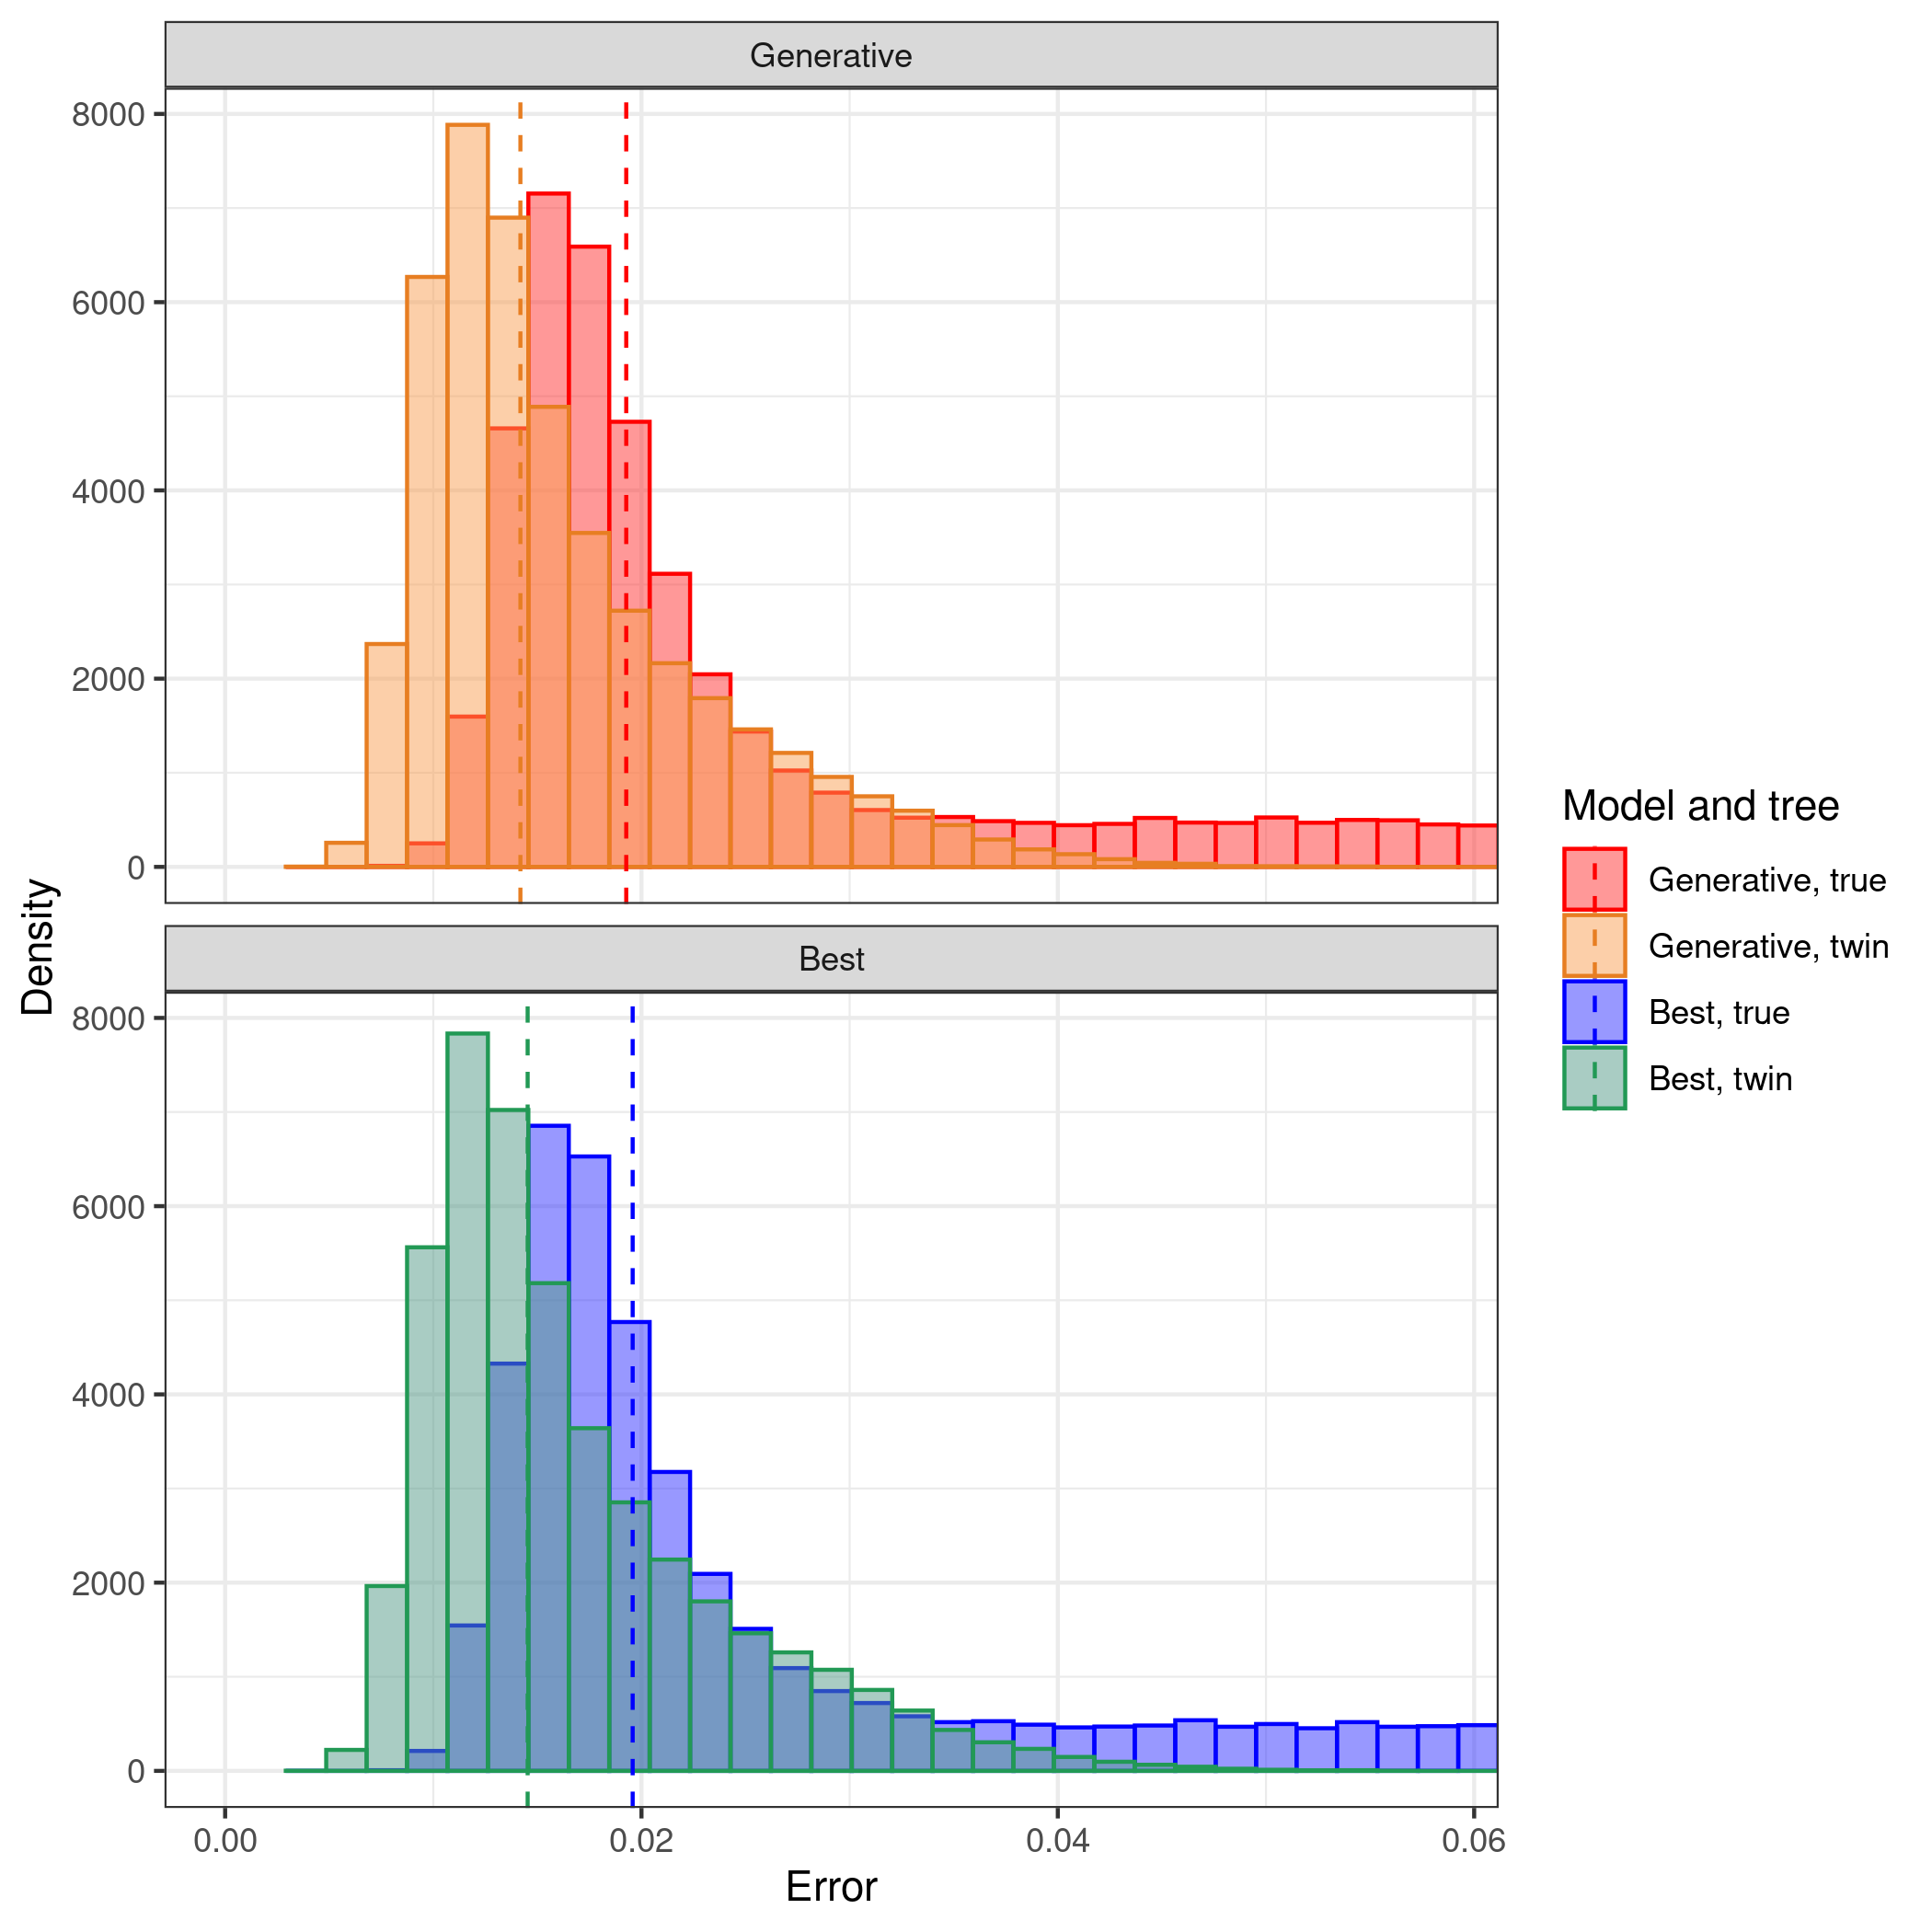 Generative
8000
6000
4000
2000
0
Best
8000
6000
4000
2000
0
0.00 0.02 0.04 0.06
Error
Density
Model and tree
Generative, true
Generative, twin
Best, true
Best, twin